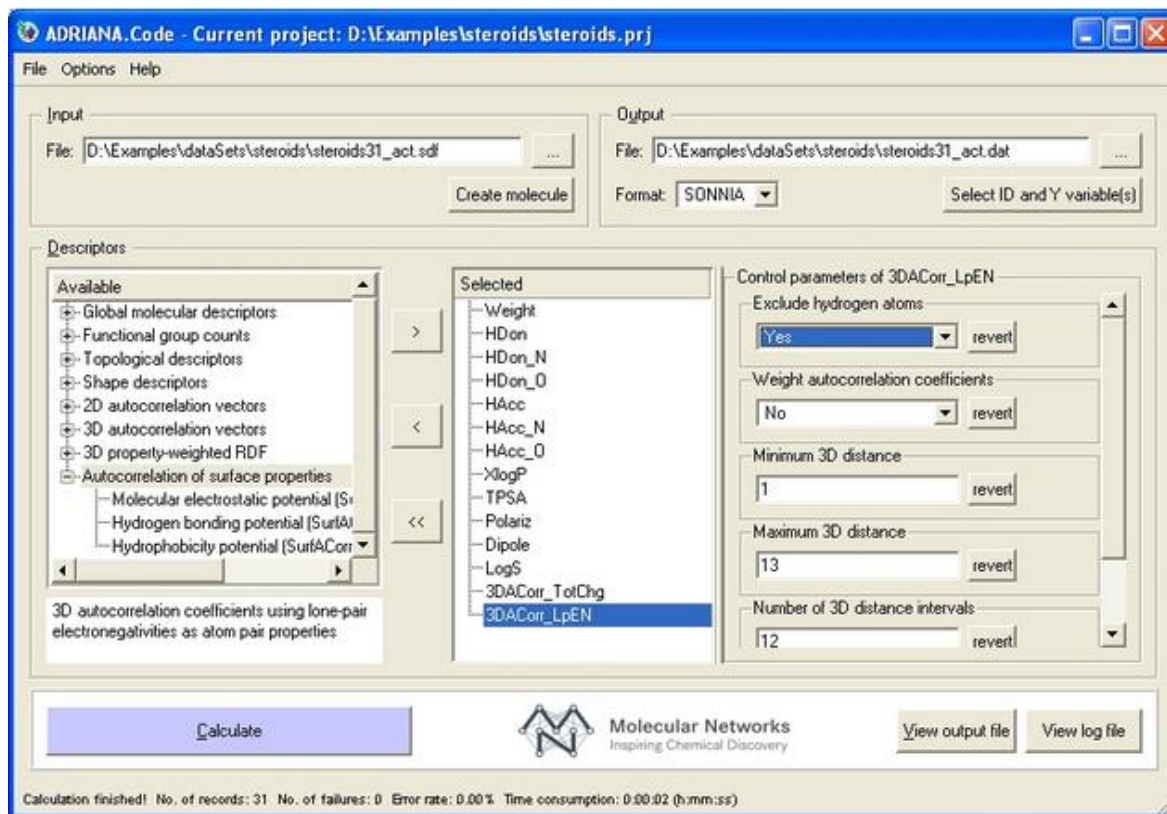 ADRIANA.Code - Current project: D:\Examples\steroids\steroids.prj
File Options Help
Input
File: D:\Examples\dataSets\steroids\steroids31_act.sdf ...
Create molecule
Output
File: D:\Examples\dataSets\steroids\steroids31_act.dat ...
Format: SONNIA Select ID and Y variable(s)
Descriptors
Available
Global molecular descriptors
Functional group counts
Topological descriptors
Shape descriptors
2D autocorrelation vectors
3D autocorrelation vectors
3D property-weighted RDF
Autocorrelation of surface properties
Molecular electrostatic potential (S
Hydrogen bonding potential (SurfA
Hydrophobicity potential (SurfACorr
3D autocorrelation coefficients using lone-pair
electronegativities as atom pair properties
>
<
<<
Selected
Weight
HDon
HDon_N
HDon_O
HAcc
HAcc_N
HAcc_O
XlogP
TPSA
Polariz
Dipole
LogS
3DACorr_TotChg
3DACorr_LpEN
Control parameters of 3DACorr_LpEN
Exclude hydrogen atoms
Yes revert
Weight autocorrelation coefficients
No revert
Minimum 3D distance
1 revert
Maximum 3D distance
13 revert
Number of 3D distance intervals
12 revert
Calculate
Molecular Networks
Inspiring Chemical Discovery
View output file View log file
Calculation finished! No. of records: 31 No. of failures: 0 Error rate: 0.00% Time consumption: 0:00:02 (h:mm:ss)